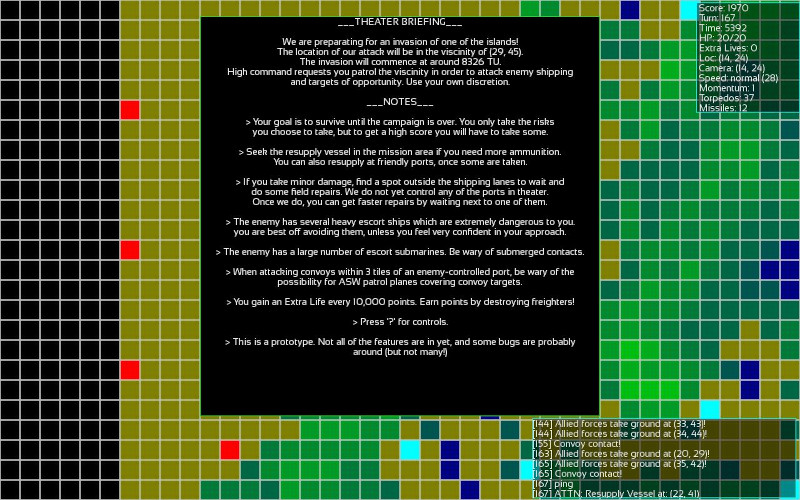 ___THEATER BRIEFING___
We are preparing for an invasion of one of the islands!
The location of our attack will be in the viscinity of (29, 45).
The invasion will commence at around 8326 TU.
High command requests you patrol the viscinity in order to attack enemy shipping
and targets of opportunity. Use your own discretion.
___NOTES___
> Your goal is to survive until the campaign is over. You only take the risks
you choose to take, but to get a high score you will have to take some.
> Seek the resupply vessel in the mission area if you need more ammunition.
You can also resupply at friendly ports, once some are taken.
> If you take minor damage, find a spot outside the shipping lanes to wait and
do some field repairs. We do not yet control any of the ports in theater.
Once we do, you can get faster repairs by waiting next to one of them.
> The enemy has several heavy escort ships which are extremely dangerous to you.
you are best off avoiding them, unless you feel very confident in your approach.
> The enemy has a large number of escort submarines. Be wary of submerged contacts.
> When attacking convoys within 3 tiles of an enemy-controlled port, be wary of the
possibility for ASW patrol planes covering convoy targets.
> You gain an Extra Life every 10,000 points. Earn points by destroying freighters!
> Press '?' for controls.
> This is a prototype. Not all of the features are in yet, and some bugs are probably
around (but not many!)
Score: 1970
Turn: 167
Time: 5392
HP: 20/20
Extra Lives: 0
Loc: (14, 24)
Camera: (14, 24)
Speed: normal (28)
Momentum: 1
Torpedos: 37
Missiles: 12
[144] Allied forces take ground at (33, 43)!
[144] Allied forces take ground at (34, 44)!
[155] Convoy contact!
[163] Allied forces take ground at (20, 29)!
[165] Allied forces take ground at (35, 42)!
[165] Convoy contact!
[167] ping
[167] ATTN: Resupply Vessel at: (22, 41)